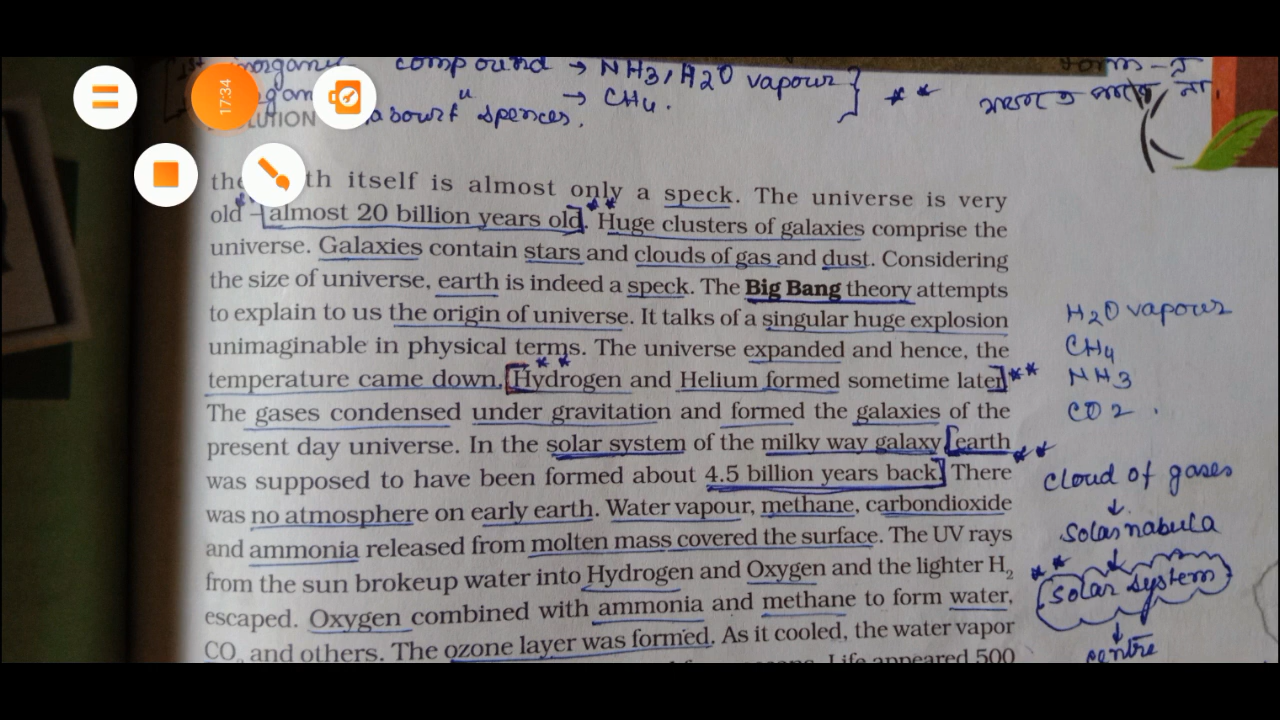 compound → NH3, H2O vapour
17:34
" → CH4. **
about spences.
LUTION
th itself is almost only a speck. The universe is very
old – almost 20 billion years old. Huge clusters of galaxies comprise the
universe. Galaxies contain stars and clouds of gas and dust. Considering
the size of universe, earth is indeed a speck. The Big Bang theory attempts
to explain to us the origin of universe. It talks of a singular huge explosion
unimaginable in physical terms. The universe expanded and hence, the
temperature came down. [Hydrogen and Helium formed sometime later] **
The gases condensed under gravitation and formed the galaxies of the
present day universe. In the solar system of the milky way galaxy [earth
was supposed to have been formed about 4.5 billion years back] There
was no atmosphere on early earth. Water vapour, methane, carbondioxide
and ammonia released from molten mass covered the surface. The UV rays
from the sun brokeup water into Hydrogen and Oxygen and the lighter H2
escaped. Oxygen combined with ammonia and methane to form water,
CO2 and others. The ozone layer was formed. As it cooled, the water vapor
Life appeared 500
H2O vapour
CH4
NH3
CO2.
cloud of gases
↓
Solar nabula
↓
** Solar system
↓
centre